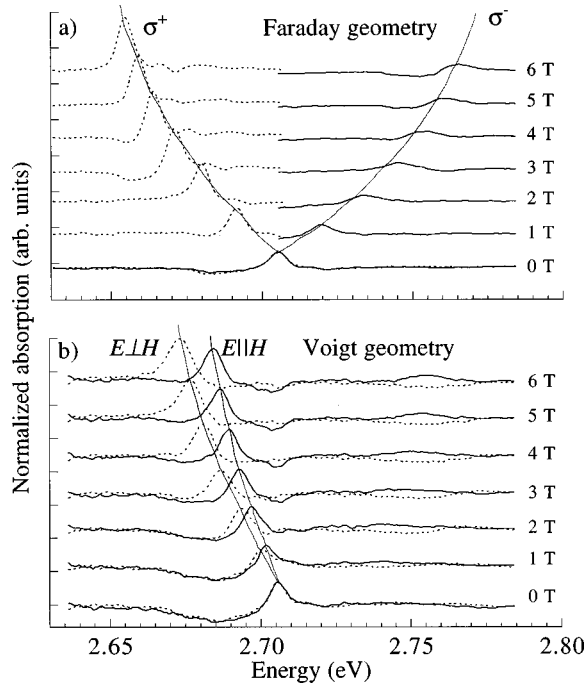 a) σ⁺ Faraday geometry σ⁻
6 T
5 T
4 T
3 T
2 T
1 T
0 T
Normalized absorption (arb. units)
b) E⊥H E||H Voigt geometry
6 T
5 T
4 T
3 T
2 T
1 T
0 T
2.65 2.70 2.75 2.80
Energy (eV)